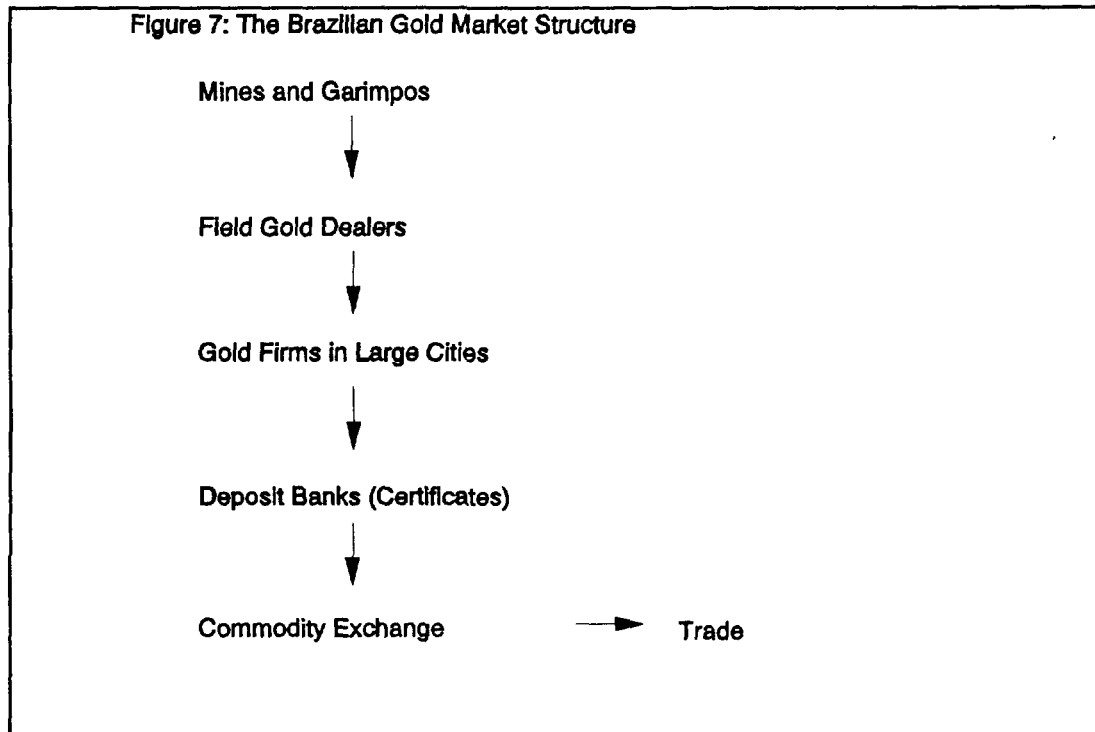 Figure 7: The Brazilian Gold Market Structure
Mines and Garimpos
Field Gold Dealers
Gold Firms in Large Cities
Deposit Banks (Certificates)
Commodity Exchange Trade